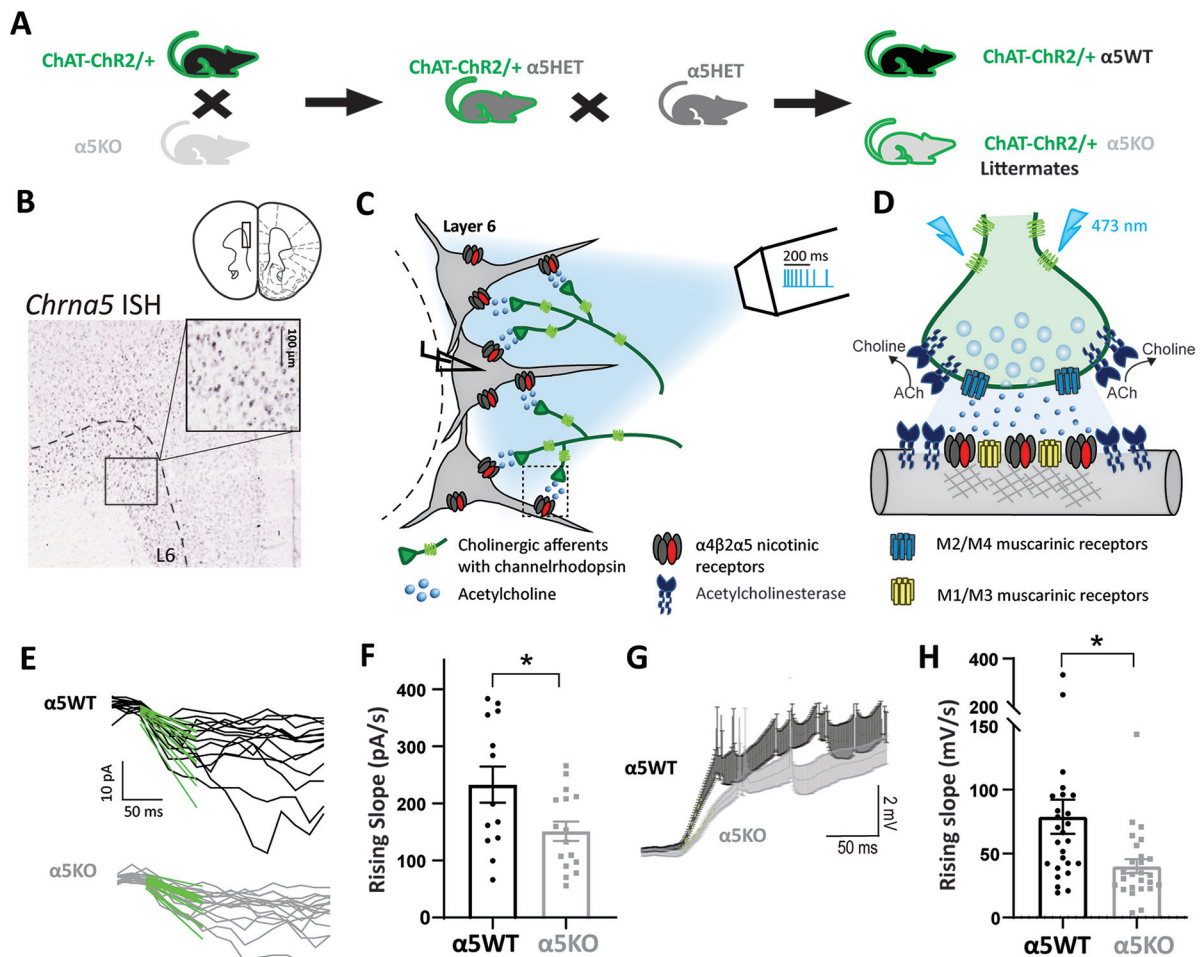 A
ChAT-ChR2/+
α5KO
ChAT-ChR2/+ α5HET
α5HET
ChAT-ChR2/+ α5WT
ChAT-ChR2/+ α5KO
Littermates
B
Chrna5 ISH
100 µm
L6
C
Layer 6
200 ms
Cholinergic afferents
with channelrhodopsin
Acetylcholine
α4β2α5 nicotinic
receptors
Acetylcholinesterase
D
473 nm
Choline
ACh
Choline
ACh
M2/M4 muscarinic receptors
M1/M3 muscarinic receptors
E
α5WT
10 pA
50 ms
α5KO
F
*
Rising Slope (pA/s)
400
300
200
100
0
α5WT
α5KO
G
α5WT
α5KO
2 mV
50 ms
H
*
Rising slope (mV/s)
400
200
150
100
50
0
α5WT
α5KO